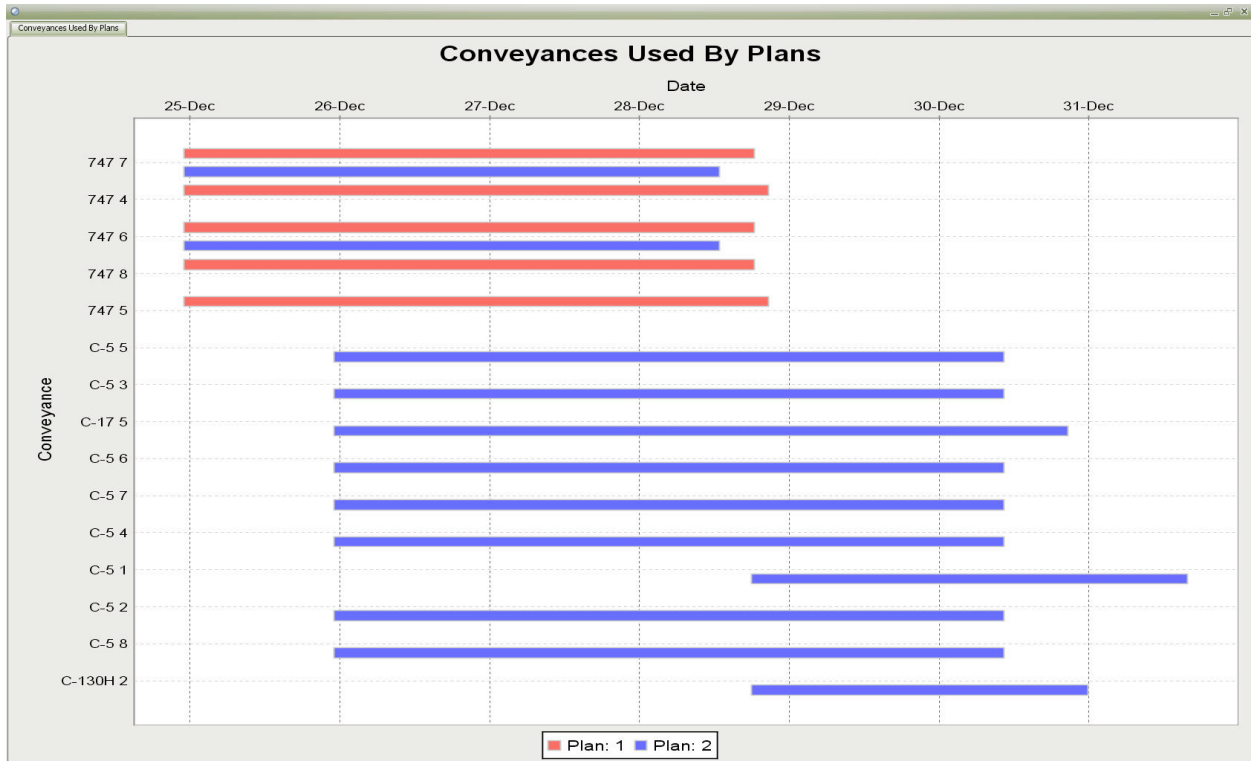 Conveyances Used By Plans
Conveyances Used By Plans
Date
25-Dec 26-Dec 27-Dec 28-Dec 29-Dec 30-Dec 31-Dec
Conveyance
747 7
747 4
747 6
747 8
747 5
C-5 5
C-5 3
C-17 5
C-5 6
C-5 7
C-5 4
C-5 1
C-5 2
C-5 8
C-130H 2
Plan: 1 Plan: 2